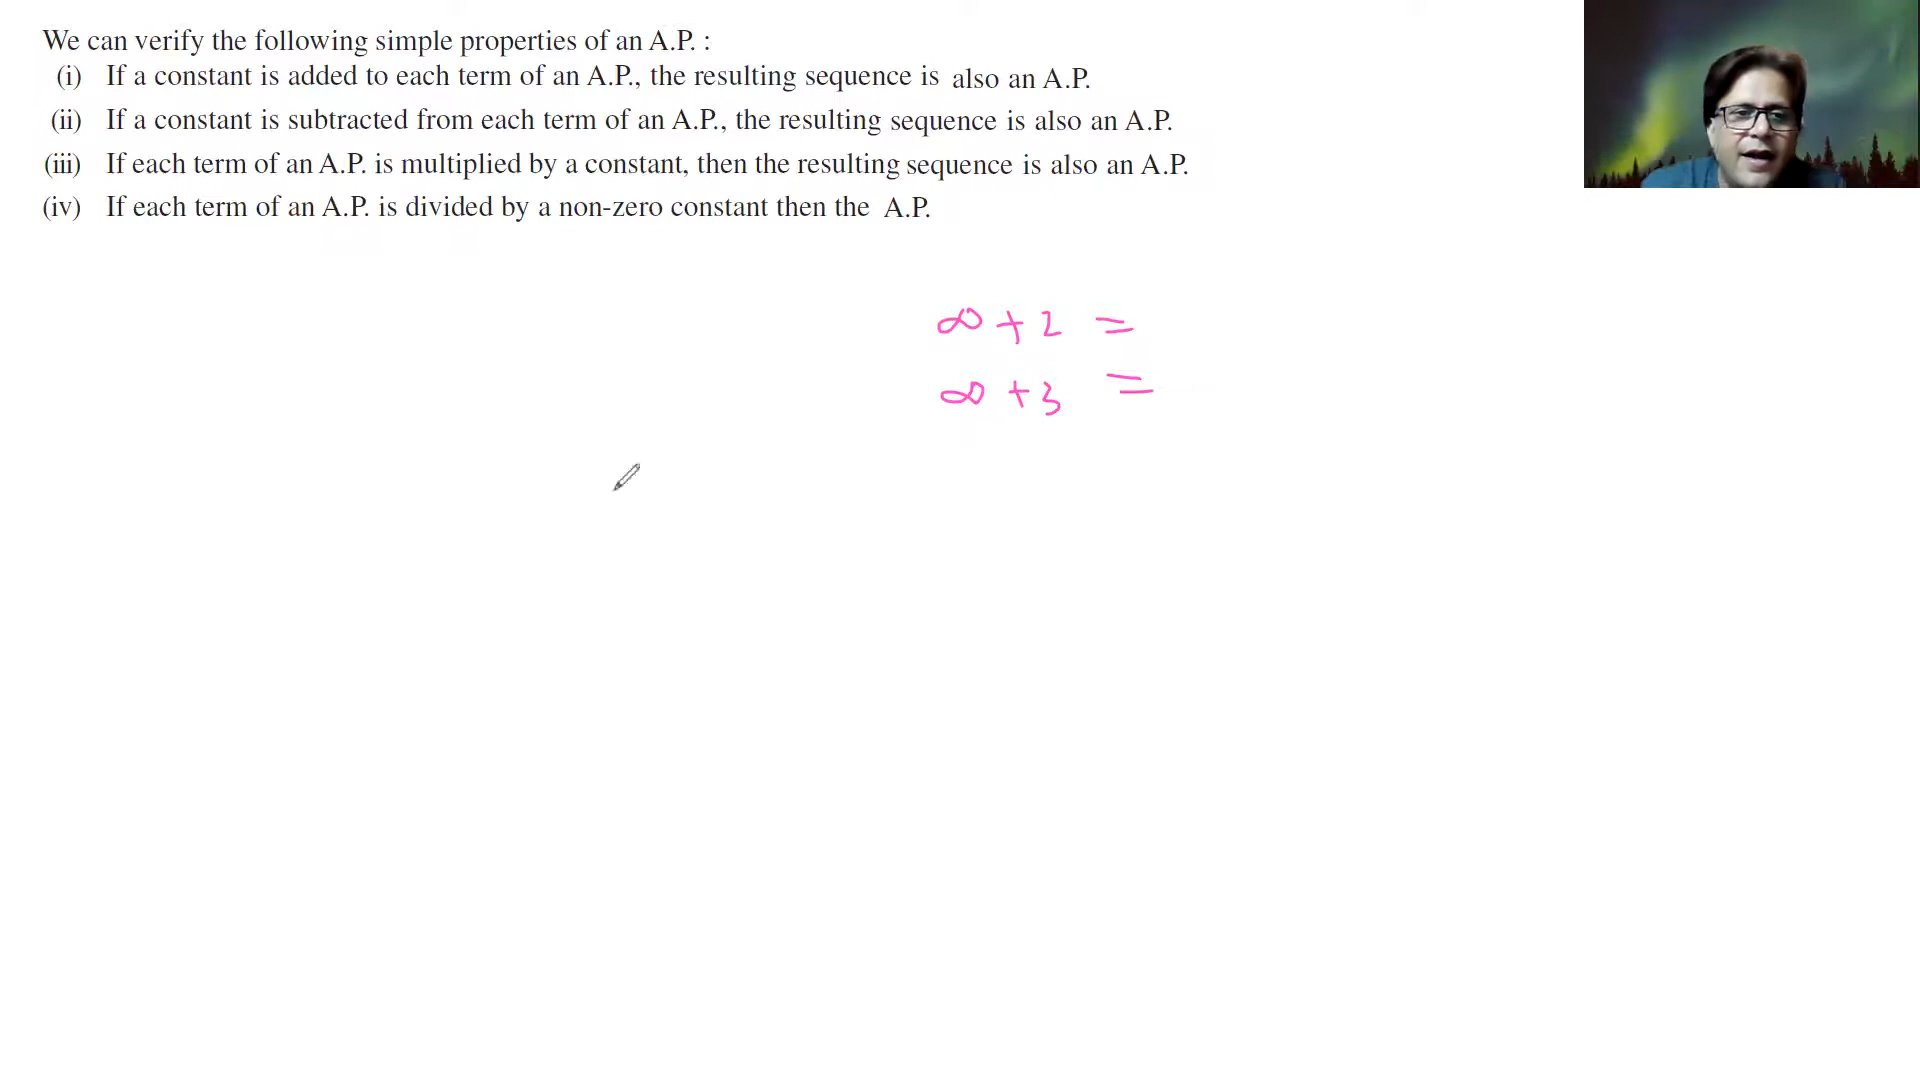 We can verify the following simple properties of an A.P. :
(i) If a constant is added to each term of an A.P., the resulting sequence is also an A.P.
(ii) If a constant is subtracted from each term of an A.P., the resulting sequence is also an A.P.
(iii) If each term of an A.P. is multiplied by a constant, then the resulting sequence is also an A.P.
(iv) If each term of an A.P. is divided by a non-zero constant then the A.P.
∞ + 2 =
∞ + 3 =